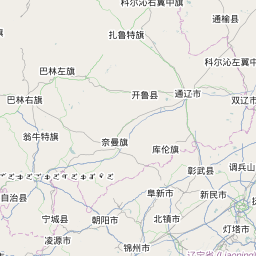 科尔沁右翼中旗
通榆县
扎鲁特旗
科尔沁左翼中
巴林左旗
开鲁县
通辽市
巴林右旗
双辽市
翁牛特旗
奈曼旗
库伦旗
调兵山
彰武县
自治县
阜新市
新民市
宁城县
朝阳市
北镇市
灯塔市
凌源市
锦州市
辽宁省 (Liaoning)